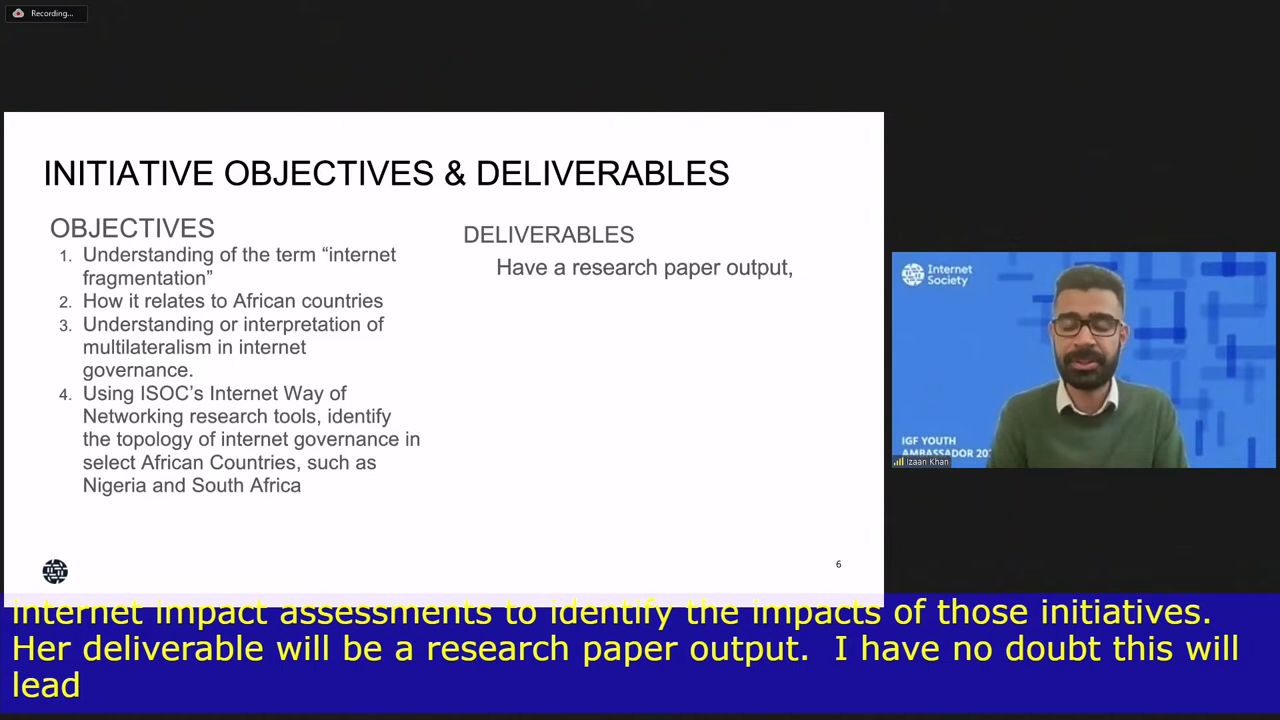 Recording...
INITIATIVE OBJECTIVES & DELIVERABLES
OBJECTIVES
1. Understanding of the term “internet
fragmentation”
2. How it relates to African countries
3. Understanding or interpretation of
multilateralism in internet
governance.
4. Using ISOC’s Internet Way of
Networking research tools, identify
the topology of internet governance in
select African Countries, such as
Nigeria and South Africa
DELIVERABLES
Have a research paper output,
6
Internet
Society
IGF YOUTH
AMBASSADOR 20
Izaan Khan
internet impact assessments to identify the impacts of those initiatives.
Her deliverable will be a research paper output.  I have no doubt this will
lead